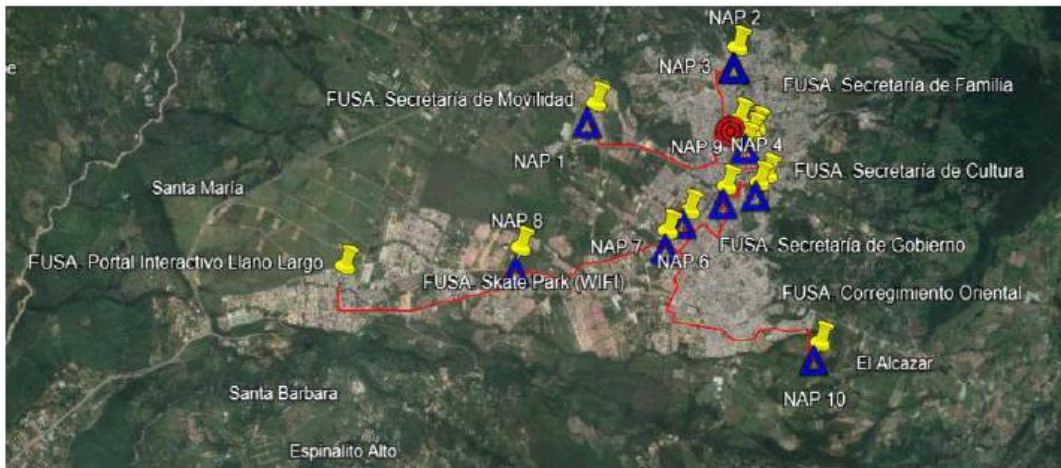 NAP 2
NAP 3
FUSA. Secretaría de Familia
FUSA. Secretaría de Movilidad
NAP 9
NAP 4
NAP 1
FUSA. Secretaría de Cultura
Santa María
NAP 8
NAP 7
FUSA. Secretaría de Gobierno
FUSA. Portal Interactivo Llano Largo
NAP 6
FUSA. Skate Park (WIFI)
FUSA. Corregimiento Oriental
El Alcazar
Santa Barbara
NAP 10
Espinalito Alto